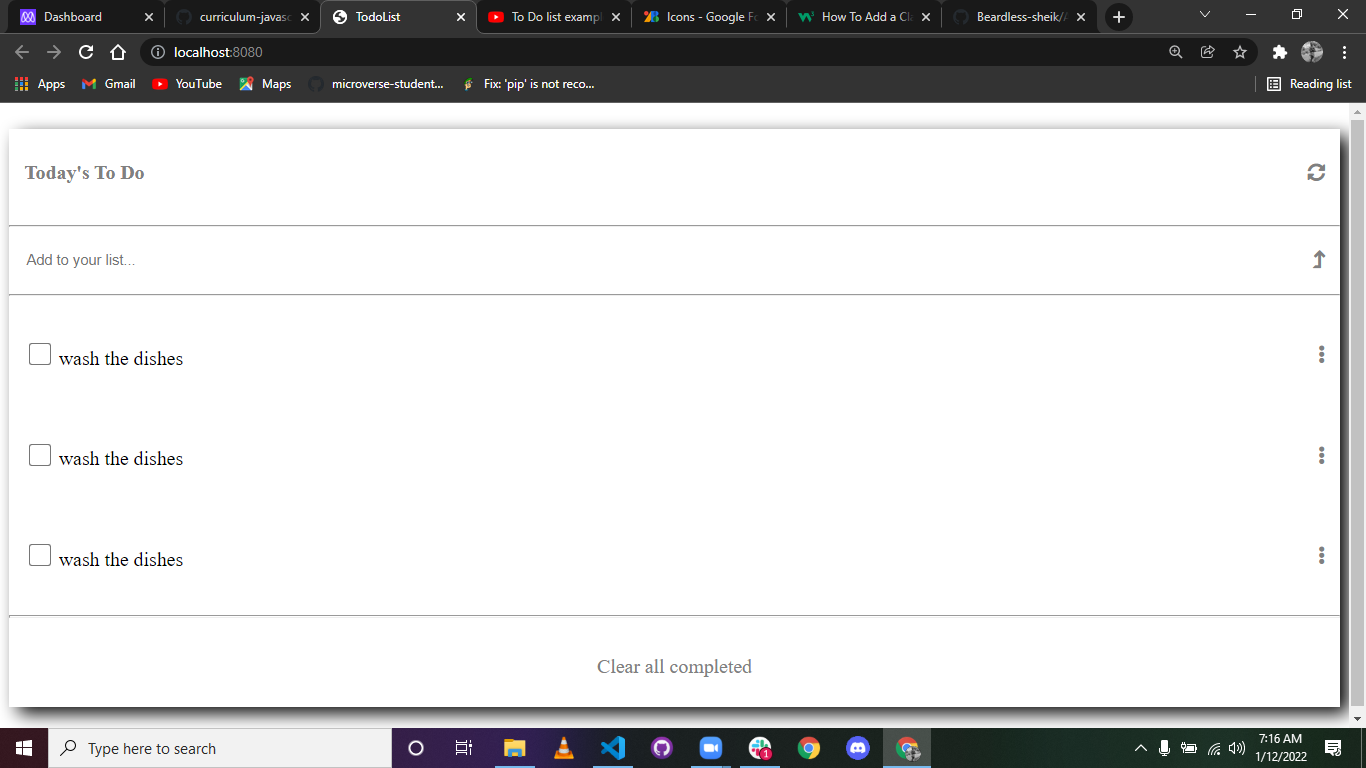 Dashboard
curriculum-javasc
TodoList
To Do list examp
Icons - Google Fo
How To Add a Cla
Beardless-sheik/A
localhost:8080
Apps
Gmail
YouTube
Maps
microverse-student...
Fix: 'pip' is not reco...
Reading list
Today's To Do
Add to your list...
wash the dishes
wash the dishes
wash the dishes
Clear all completed
Type here to search
1
7:16 AM
1/12/2022